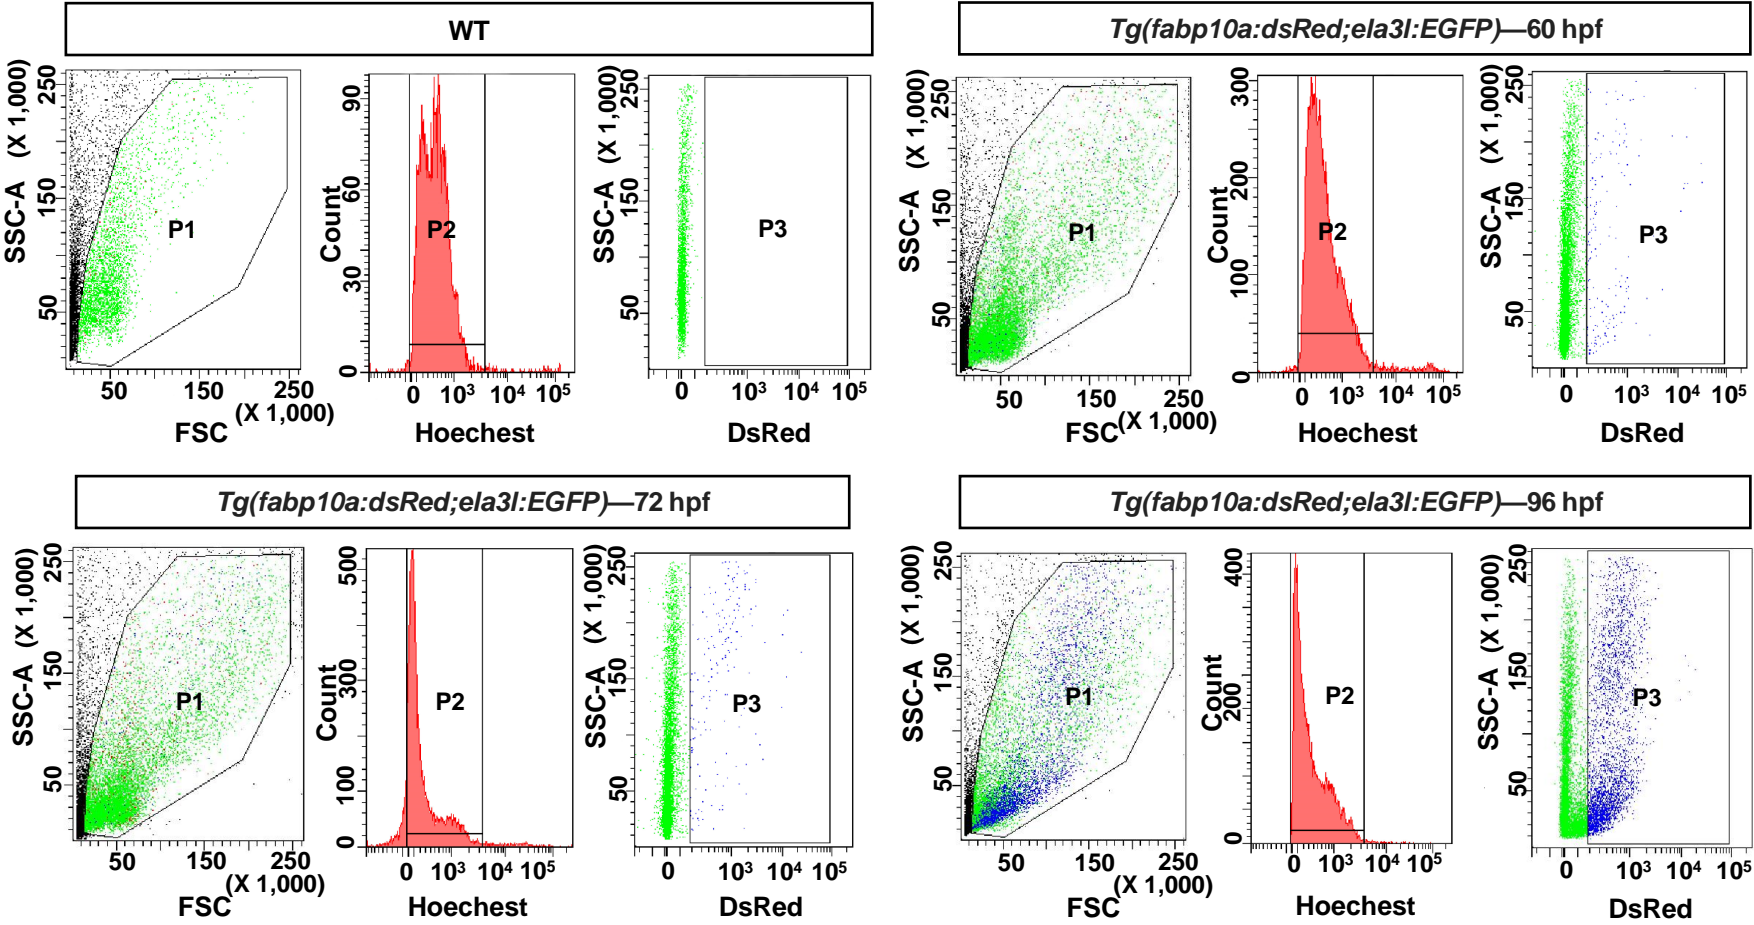 WT
SSC-A (X 1,000)
250
150
50
P1
50 150 250
(X 1,000)
FSC
Count
90
60
30
0
P2
0 10³ 10⁴ 10⁵
Hoechest
SSC-A (X 1,000)
250
150
50
P3
0 10³ 10⁴ 10⁵
DsRed
Tg(fabp10a:dsRed;ela3l:EGFP)—60 hpf
SSC-A (X 1,000)
250
150
50
P1
50 150 250
FSC (X 1,000)
Count
300
200
100
0
P2
0 10³ 10⁴ 10⁵
Hoechest
SSC-A (X 1,000)
250
150
50
P3
0 10³ 10⁴ 10⁵
DsRed
Tg(fabp10a:dsRed;ela3l:EGFP)—72 hpf
SSC-A (X 1,000)
250
150
50
P1
50 150 250
(X 1,000)
FSC
Count
500
300
100
0
P2
0 10³ 10⁴ 10⁵
Hoechest
SSC-A (X 1,000)
250
150
50
P3
0 10³ 10⁴ 10⁵
DsRed
Tg(fabp10a:dsRed;ela3l:EGFP)—96 hpf
SSC-A (X 1,000)
250
150
50
P1
50 150 250
(X 1,000)
FSC
Count
400
200
0
P2
0 10³ 10⁴ 10⁵
Hoechest
SSC-A (X 1,000)
250
150
50
P3
0 10³ 10⁴ 10⁵
DsRed